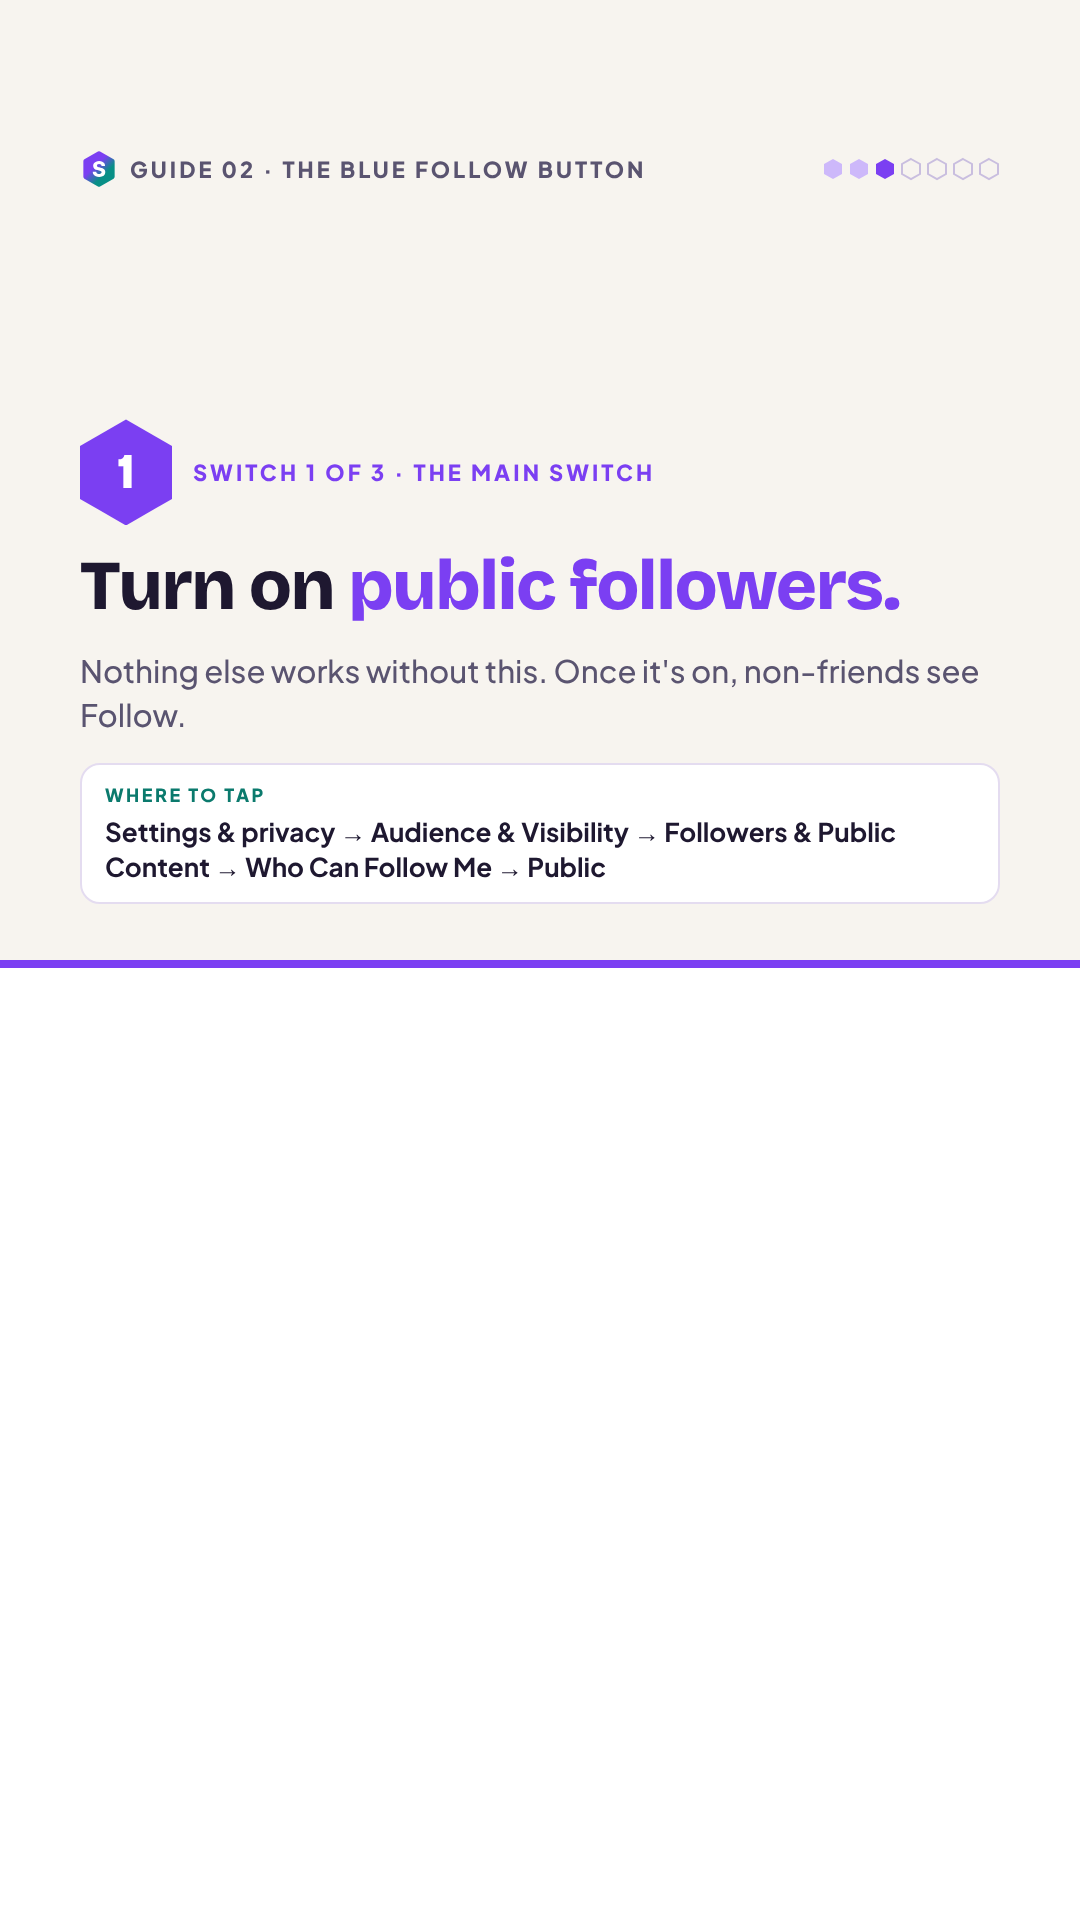 S GUIDE 02 · THE BLUE FOLLOW BUTTON
1 SWITCH 1 OF 3 · THE MAIN SWITCH
Turn on public followers.
Nothing else works without this. Once it's on, non-friends see
Follow.
WHERE TO TAP
Settings & privacy → Audience & Visibility → Followers & Public
Content → Who Can Follow Me → Public